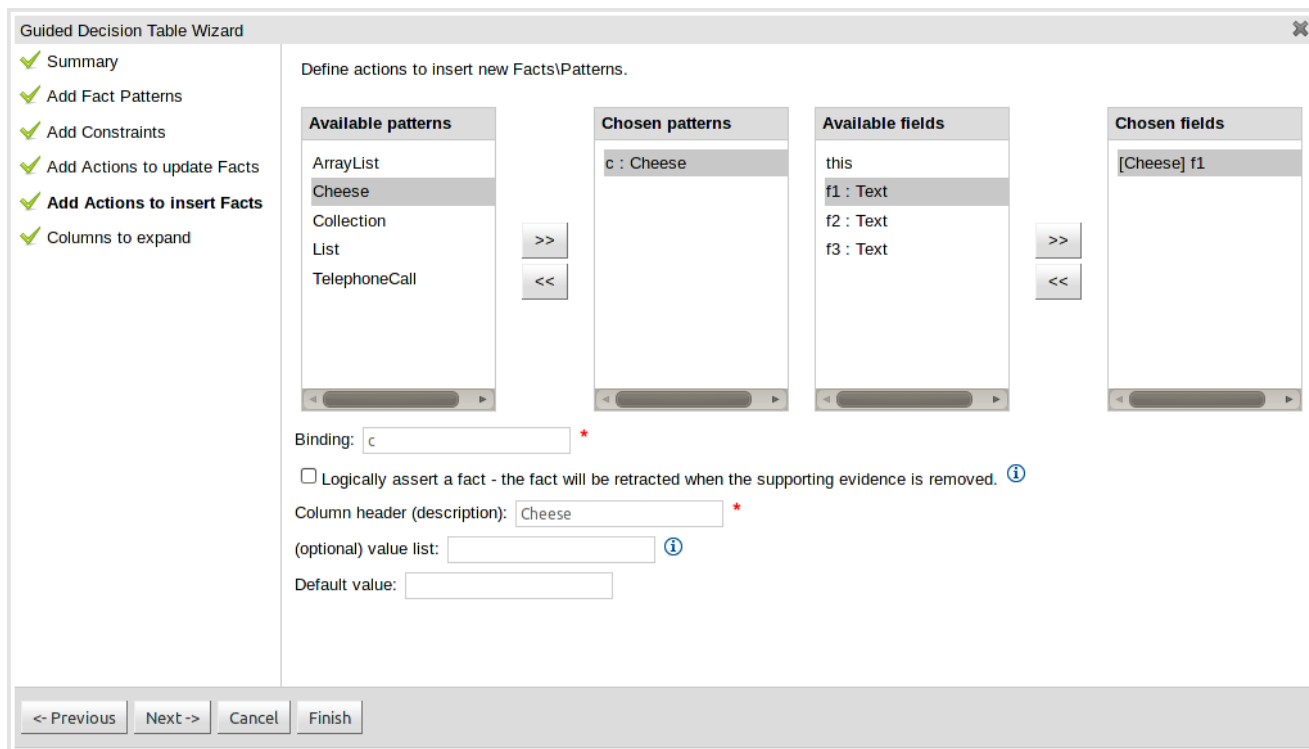 Guided Decision Table Wizard
Summary
Add Fact Patterns
Add Constraints
Add Actions to update Facts
Add Actions to insert Facts
Columns to expand
Define actions to insert new Facts\Patterns.
Available patterns
ArrayList
Cheese
Collection
List
TelephoneCall
>>
<<
Chosen patterns
c : Cheese
Available fields
this
f1 : Text
f2 : Text
f3 : Text
>>
<<
Chosen fields
[Cheese] f1
Binding: c *
Logically assert a fact - the fact will be retracted when the supporting evidence is removed.
Column header (description): Cheese *
(optional) value list:
Default value:
<- Previous Next -> Cancel Finish